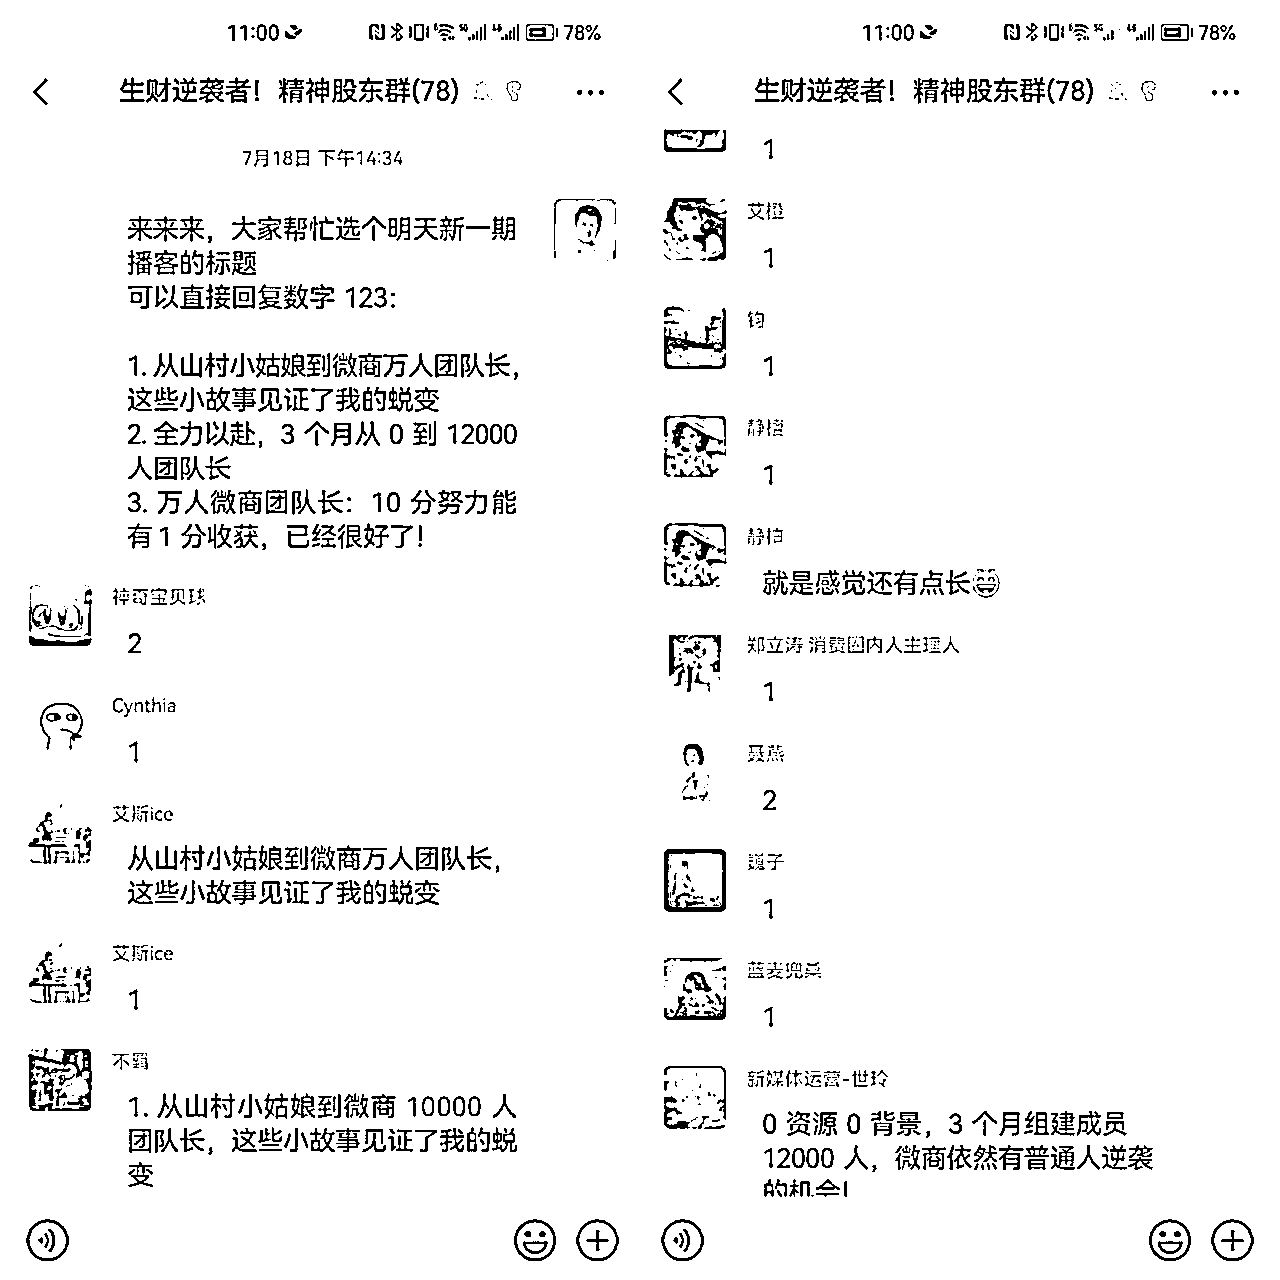 11:00
78%
生财逆袭者！精神股东群(78)
7月18日 下午14:34
来来来，大家帮忙选个明天新一期
播客的标题
可以直接回复数字 123：
1. 从山村小姑娘到微商万人团队长，
这些小故事见证了我的蜕变
2. 全力以赴，3 个月从 0 到 12000
人团队长
3. 万人微商团队长：10 分努力能
有 1 分收获，已经很好了！
神奇宝贝球
2
Cynthia
1
艾斯ice
从山村小姑娘到微商万人团队长，
这些小故事见证了我的蜕变
艾斯ice
1
不羁
1. 从山村小姑娘到微商 10000 人
团队长，这些小故事见证了我的蜕
变
11:00
78%
生财逆袭者！精神股东群(78)
1
艾橙
1
钧
1
1
就是感觉还有点长
郑立涛 消费圈内人主理人
1
聂燕
2
1
蓝麦兜桑
1
新媒体运营-世玲
0 资源 0 背景，3 个月组建成员
12000 人，微商依然有普通人逆袭
的机会！